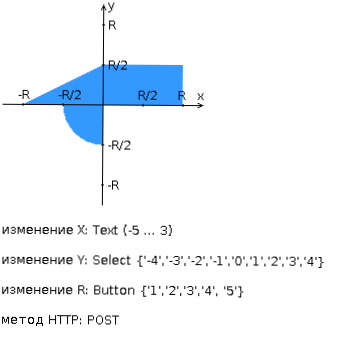 y
R
R/2
-R -R/2 R/2 R x
-R/2
-R
изменение X: Text {-5 ... 3}
изменение Y: Select {'-4','-3','-2','-1','0','1','2','3','4'}
изменение R: Button {'1','2','3','4', '5'}
метод HTTP: POST